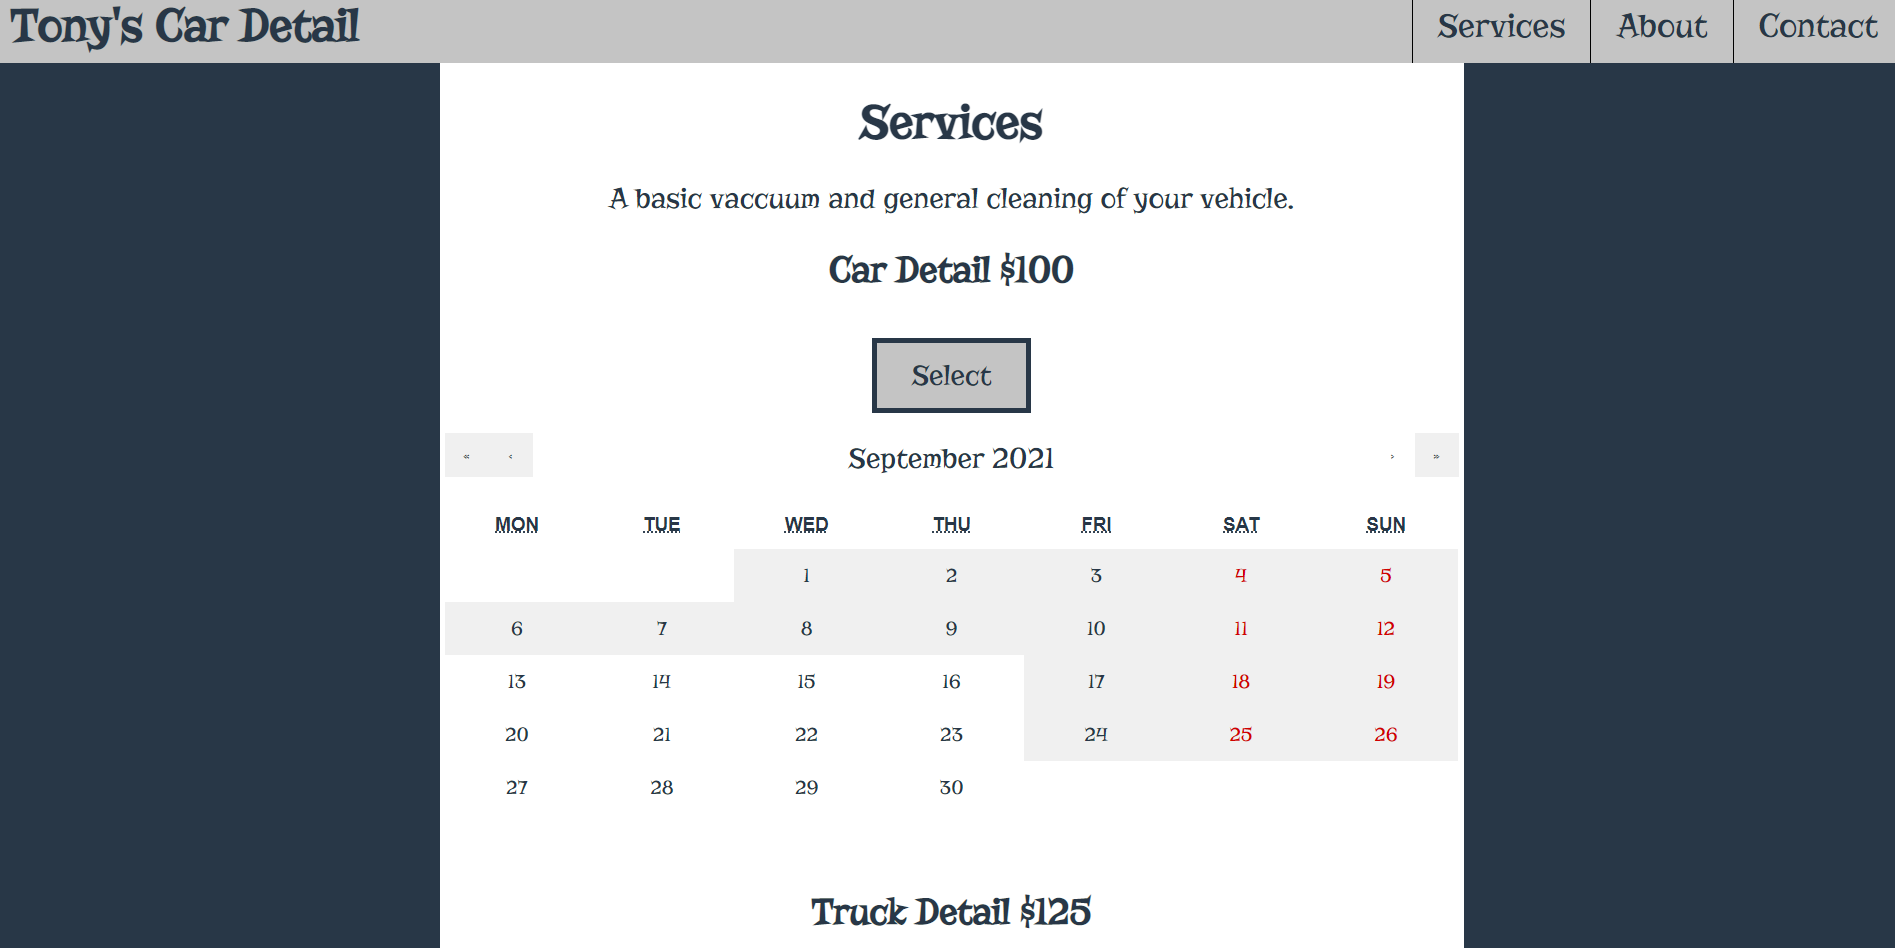 Tony's Car Detail Services About Contact
Services
A basic vaccuum and general cleaning of your vehicle.
Car Detail $100
Select
« ‹ September 2021 › »
MON TUE WED THU FRI SAT SUN
1 2 3 4 5
6 7 8 9 10 11 12
13 14 15 16 17 18 19
20 21 22 23 24 25 26
27 28 29 30
Truck Detail $125